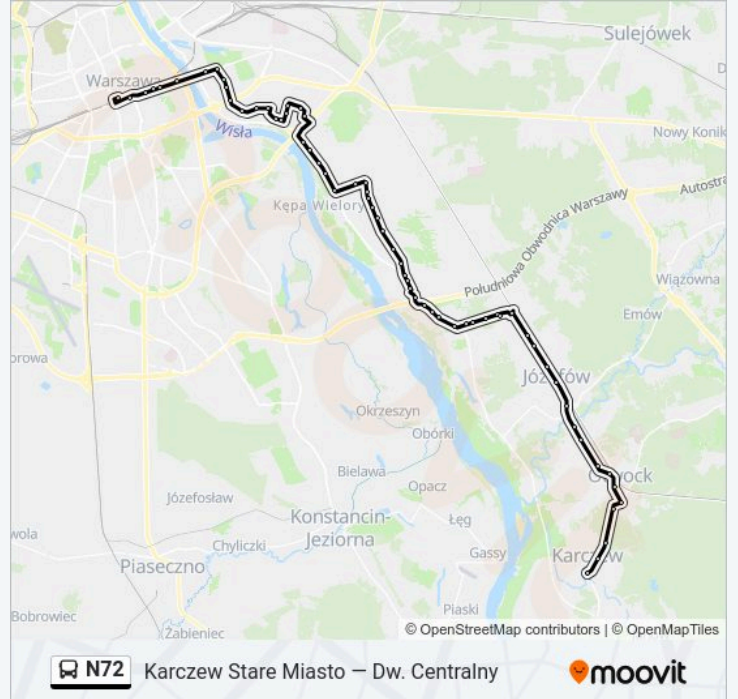 Sulejówek
Warszawa
Wisła
Nowy Konik
Kępa Wielory
Autostra
Południowa Obwodnica Warszawy
Wiązowna
Emów
orowa
Józefów
Okrzeszyn
Obórki
Otwock
Bielawa
Opacz
Józefosław
Konstancin-
Jeziorna
Łęg
wola
Chyliczki
Gassy
Karczew
Piaseczno
Bobrowiec
Piaski
Żabieniec
© OpenStreetMap contributors | © OpenMapTiles
N72 Karczew Stare Miasto — Dw. Centralny
moovit